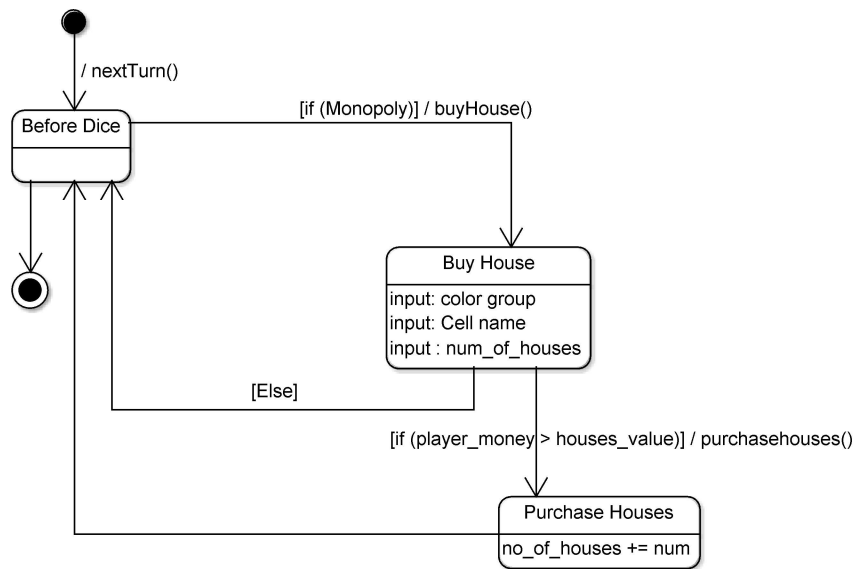 / nextTurn()
[if (Monopoly)] / buyHouse()
Before Dice
Buy House
input: color group
input: Cell name
input : num_of_houses
[Else]
[if (player_money > houses_value)] / purchasehouses()
Purchase Houses
no_of_houses += num